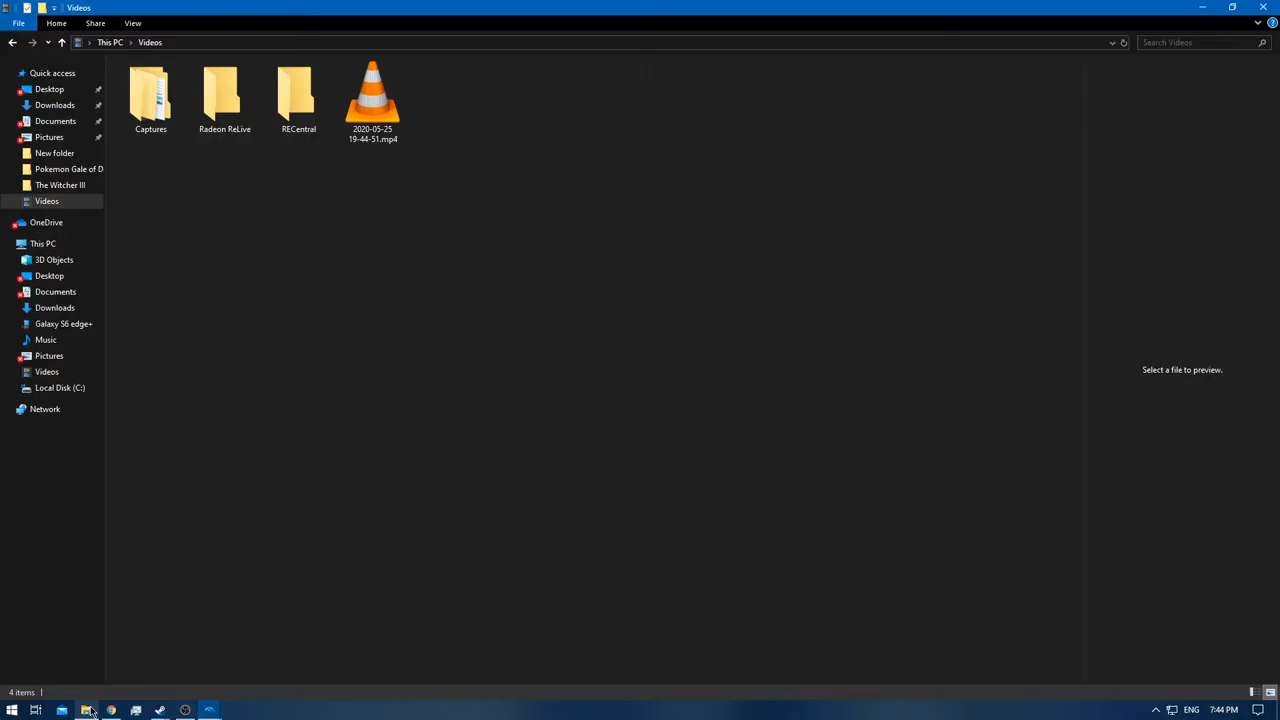 Videos
File Home Share View
This PC Videos
Search Videos
Quick access
Desktop
Downloads
Documents
Pictures
New folder
Pokemon Gale of D
The Witcher III
Videos
OneDrive
This PC
3D Objects
Desktop
Documents
Downloads
Galaxy S6 edge+
Music
Pictures
Videos
Local Disk (C:)
Network
Captures
Radeon ReLive
RECentral
2020-05-25
19-44-51.mp4
Select a file to preview.
4 items
ENG 7:44 PM